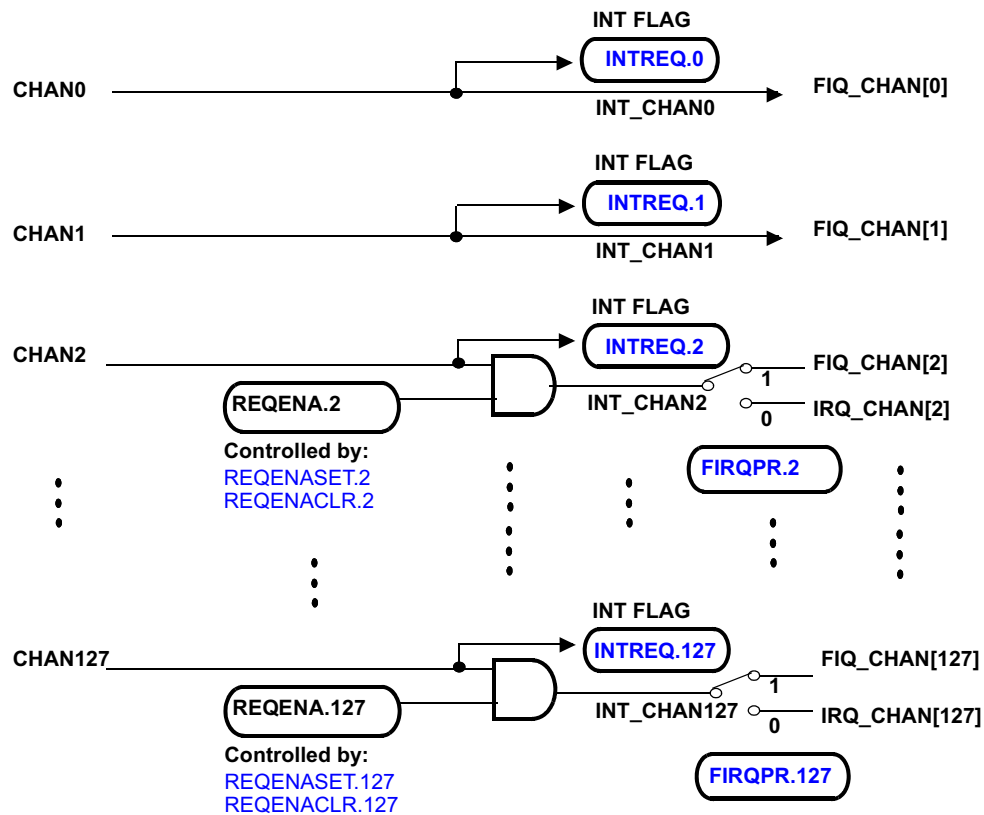 INT FLAG
INTREQ.0
CHAN0
FIQ_CHAN[0]
INT_CHAN0
INT FLAG
INTREQ.1
CHAN1
FIQ_CHAN[1]
INT_CHAN1
INT FLAG
INTREQ.2
CHAN2
FIQ_CHAN[2]
1
REQENA.2
INT_CHAN2
IRQ_CHAN[2]
0
Controlled by:
REQENASET.2
REQENACLR.2
FIRQPR.2
INT FLAG
INTREQ.127
CHAN127
FIQ_CHAN[127]
1
REQENA.127
INT_CHAN127
IRQ_CHAN[127]
0
Controlled by:
REQENASET.127
REQENACLR.127
FIRQPR.127